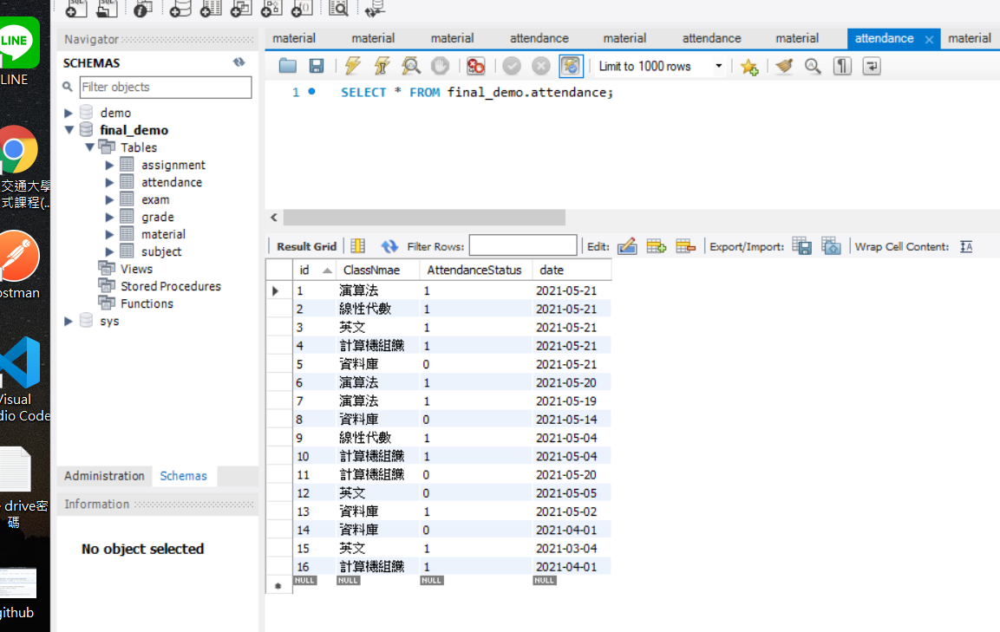 SQL SQL
LINE
LINE
交通大學
式課程(...
ostman
Visual
dio Code
drive密
碼
github
Navigator
SCHEMAS
Filter objects
demo
final_demo
Tables
assignment
attendance
exam
grade
material
subject
Views
Stored Procedures
Functions
sys
Administration Schemas
Information
No object selected
material material material attendance material attendance material attendance material
Limit to 1000 rows
1 SELECT * FROM final_demo.attendance;
Result Grid Filter Rows: Edit: Export/Import: Wrap Cell Content:
id ClassNmae AttendanceStatus date
1 演算法 1 2021-05-21
2 線性代數 1 2021-05-21
3 英文 1 2021-05-21
4 計算機組織 1 2021-05-21
5 資料庫 0 2021-05-21
6 演算法 1 2021-05-20
7 演算法 1 2021-05-19
8 資料庫 0 2021-05-14
9 線性代數 1 2021-05-04
10 計算機組織 1 2021-05-04
11 計算機組織 0 2021-05-20
12 英文 0 2021-05-05
13 資料庫 1 2021-05-02
14 資料庫 0 2021-04-01
15 英文 1 2021-03-04
16 計算機組織 1 2021-04-01
NULL NULL NULL NULL